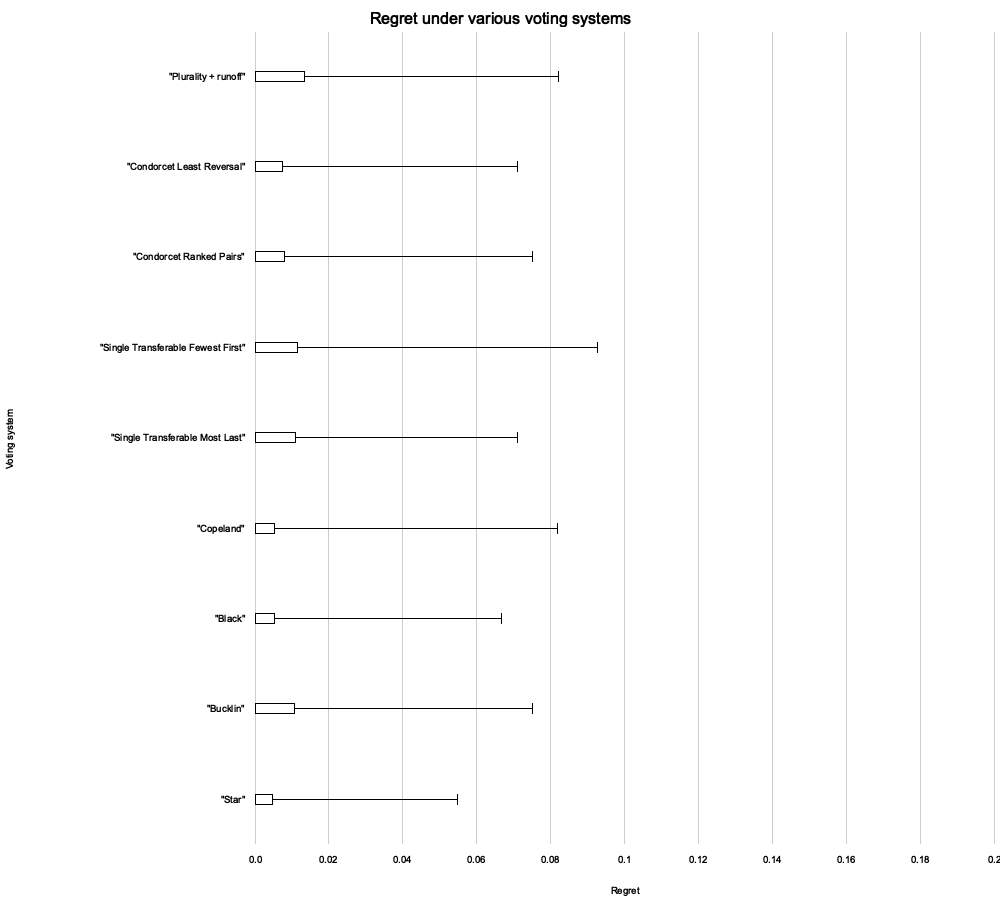 Regret under various voting systems
"Plurality + runoff"
"Condorcet Least Reversal"
"Condorcet Ranked Pairs"
"Single Transferable Fewest First"
"Single Transferable Most Last"
"Copeland"
"Black"
"Bucklin"
"Star"
Voting system
0.0 0.02 0.04 0.06 0.08 0.1 0.12 0.14 0.16 0.18 0.2
Regret